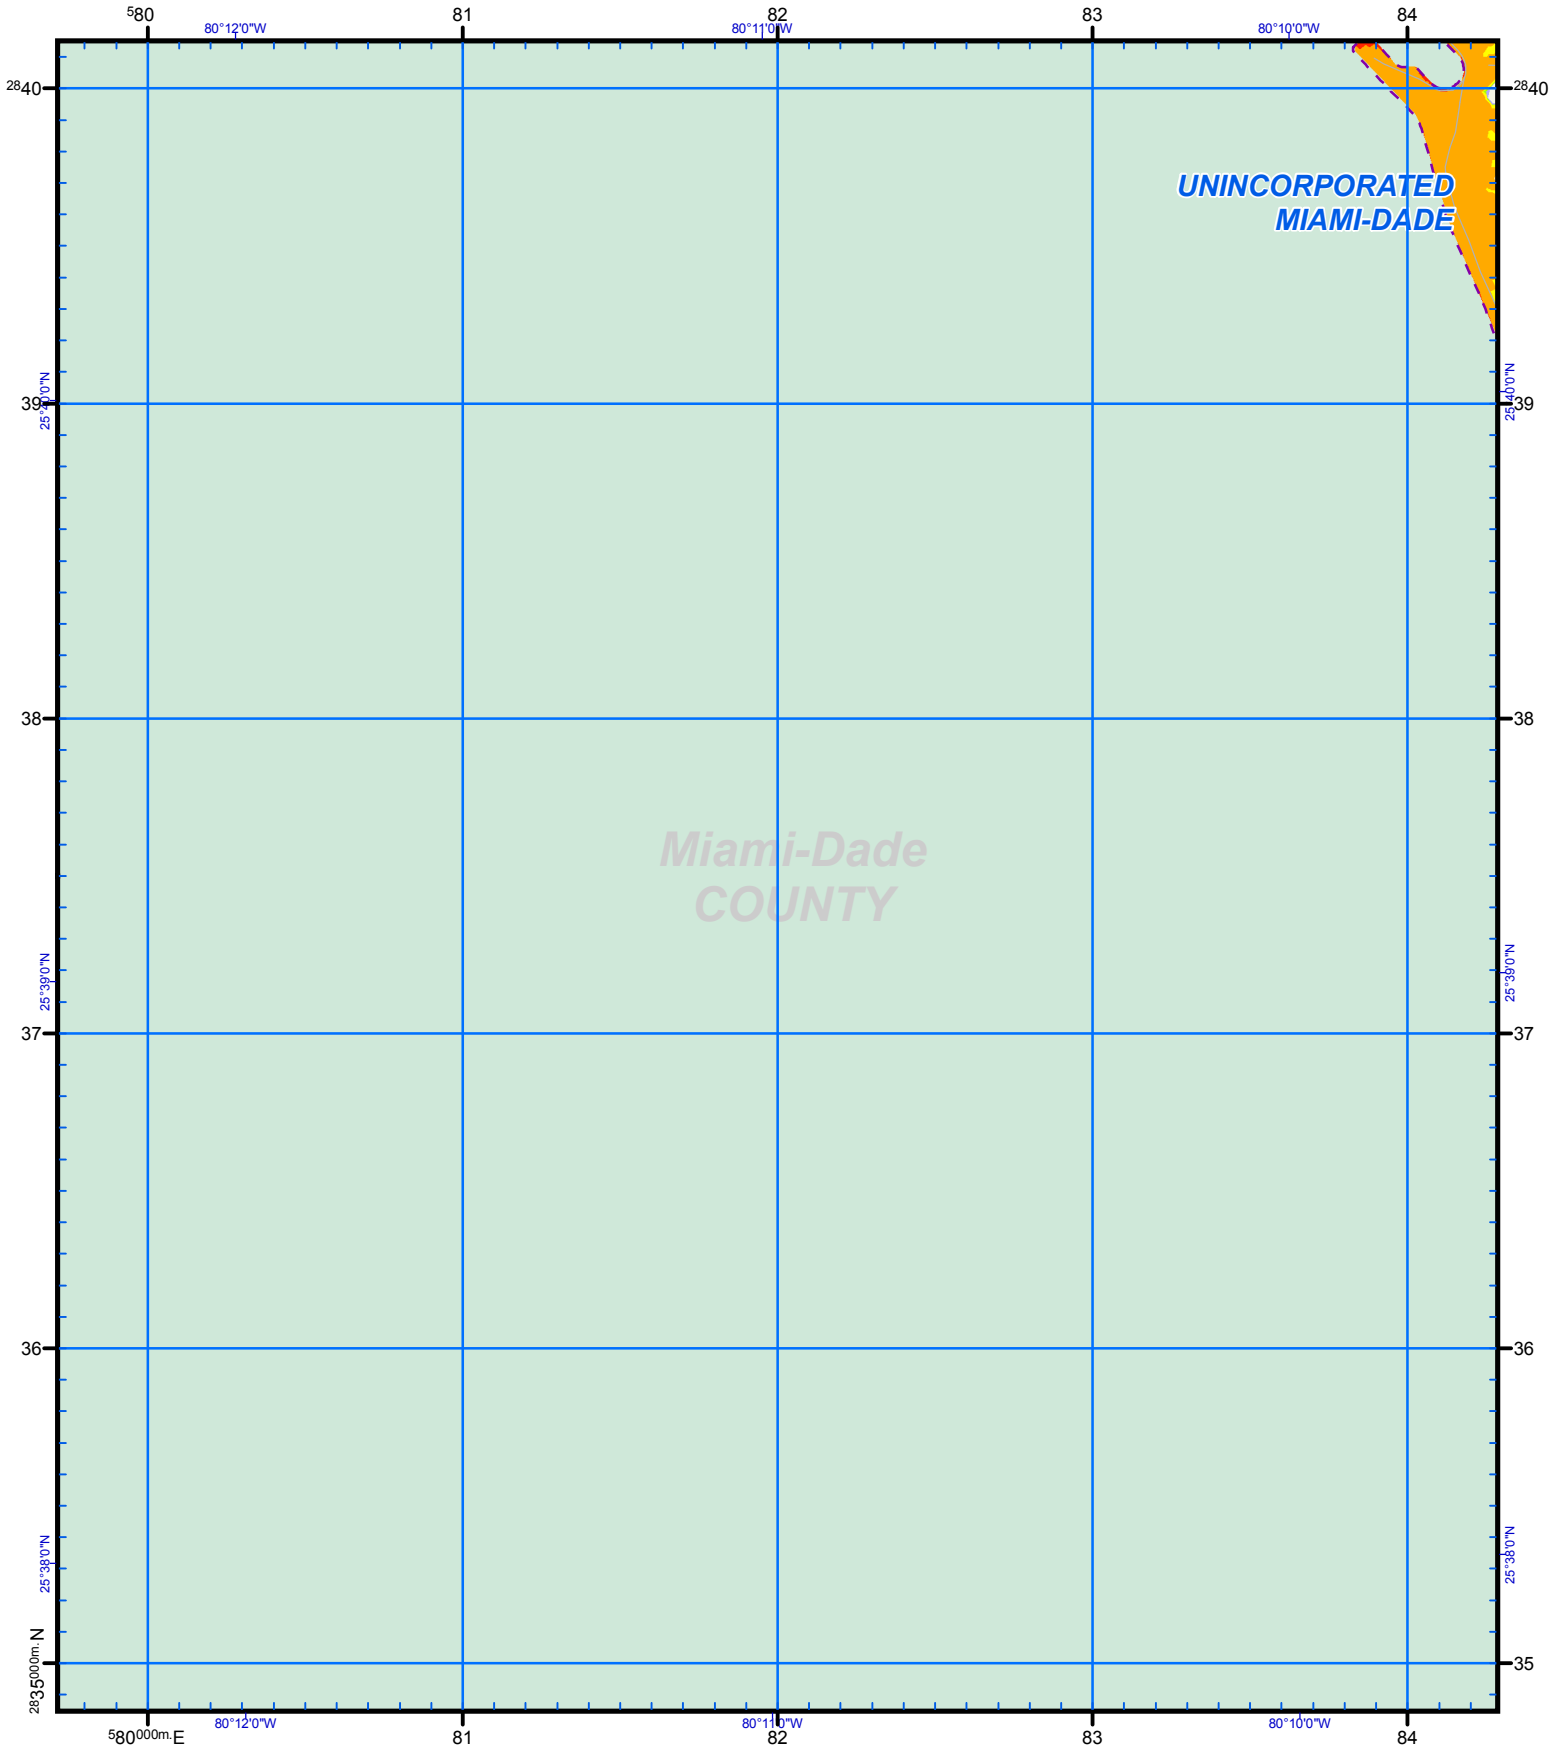 580 81 82 83 84
80°12'0"W 80°11'0"W 80°10'0"W
2840 2840
UNINCORPORATED
MIAMI-DADE
25°40'0"N 25°40'0"N
39 39
38 38
Miami-Dade
COUNTY
25°39'0"N 25°39'0"N
37 37
36 36
25°38'0"N 25°38'0"N
2835000m. N 35
80°12'0"W 80°11'0"W 80°10'0"W
580000m. E 81 82 83 84